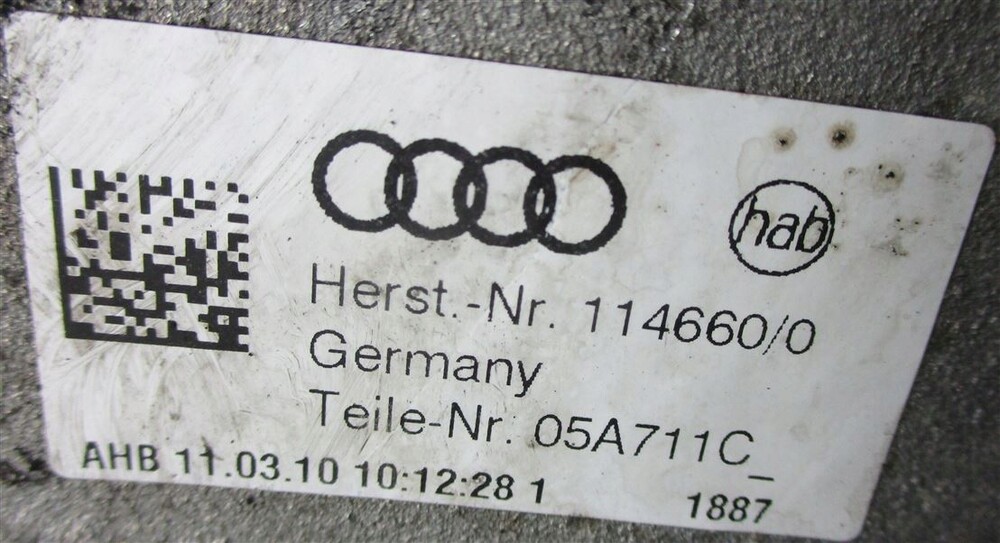 hab
Herst.-Nr. 114660/0
Germany
Teile-Nr. 05A711C_
AHB 11.03.10 10:12:28 1
1887